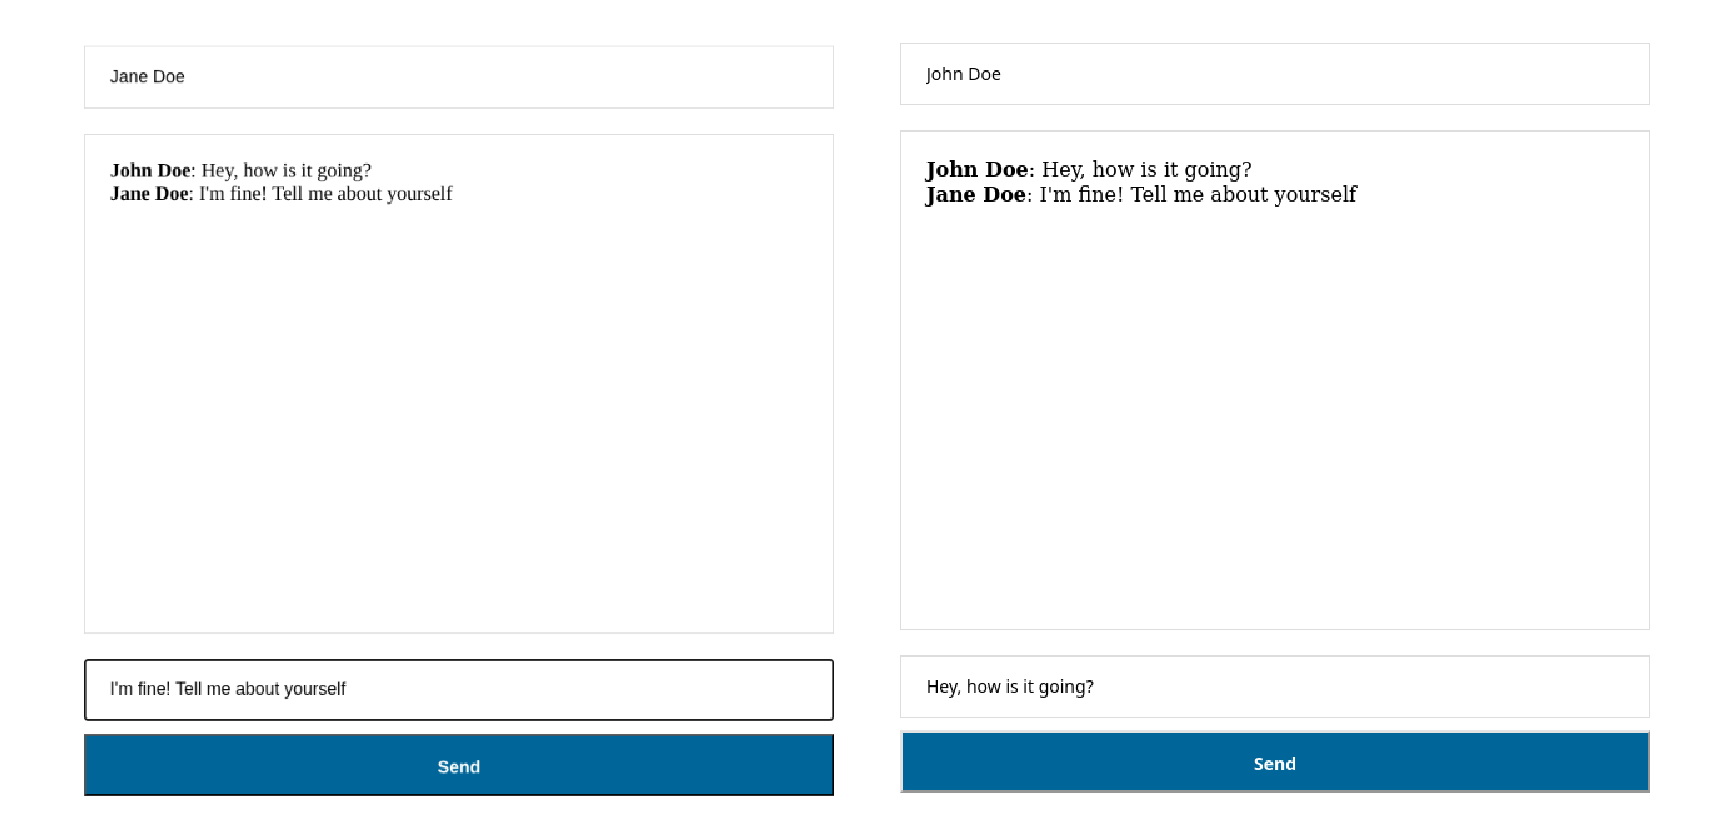 Jane Doe
John Doe: Hey, how is it going?
Jane Doe: I'm fine! Tell me about yourself
I'm fine! Tell me about yourself
Send
John Doe
John Doe: Hey, how is it going?
Jane Doe: I'm fine! Tell me about yourself
Hey, how is it going?
Send